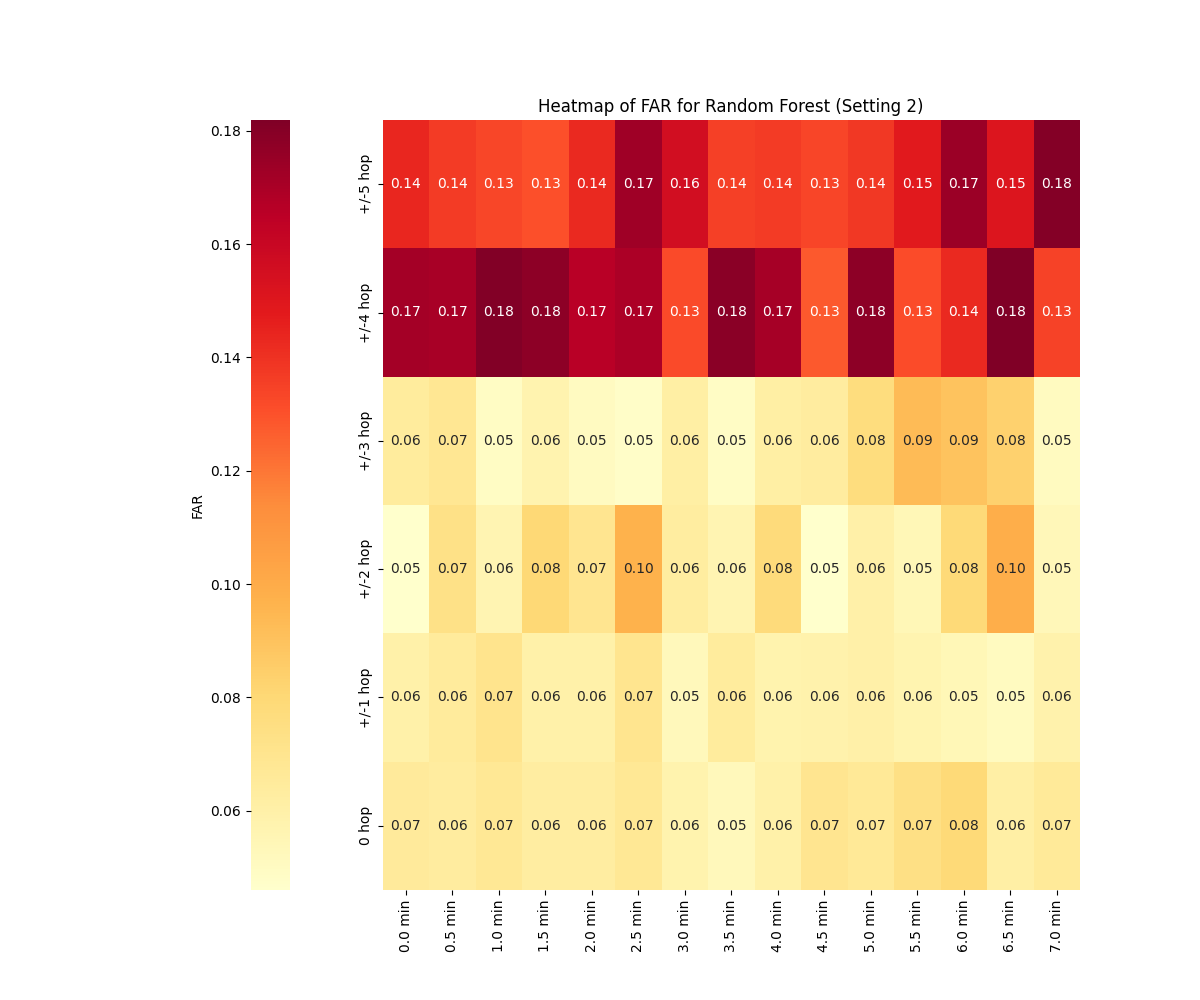 Heatmap of FAR for Random Forest (Setting 2)
0.18
0.16
0.14
0.12
0.10
0.08
0.06
FAR
+/-5 hop
0.14 0.14 0.13 0.13 0.14 0.17 0.16 0.14 0.14 0.13 0.14 0.15 0.17 0.15 0.18
+/-4 hop
0.17 0.17 0.18 0.18 0.17 0.17 0.13 0.18 0.17 0.13 0.18 0.13 0.14 0.18 0.13
+/-3 hop
0.06 0.07 0.05 0.06 0.05 0.05 0.06 0.05 0.06 0.06 0.08 0.09 0.09 0.08 0.05
+/-2 hop
0.05 0.07 0.06 0.08 0.07 0.10 0.06 0.06 0.08 0.05 0.06 0.05 0.08 0.10 0.05
+/-1 hop
0.06 0.06 0.07 0.06 0.06 0.07 0.05 0.06 0.06 0.06 0.06 0.06 0.05 0.05 0.06
0 hop
0.07 0.06 0.07 0.06 0.06 0.07 0.06 0.05 0.06 0.07 0.07 0.07 0.08 0.06 0.07
0.0 min
0.5 min
1.0 min
1.5 min
2.0 min
2.5 min
3.0 min
3.5 min
4.0 min
4.5 min
5.0 min
5.5 min
6.0 min
6.5 min
7.0 min